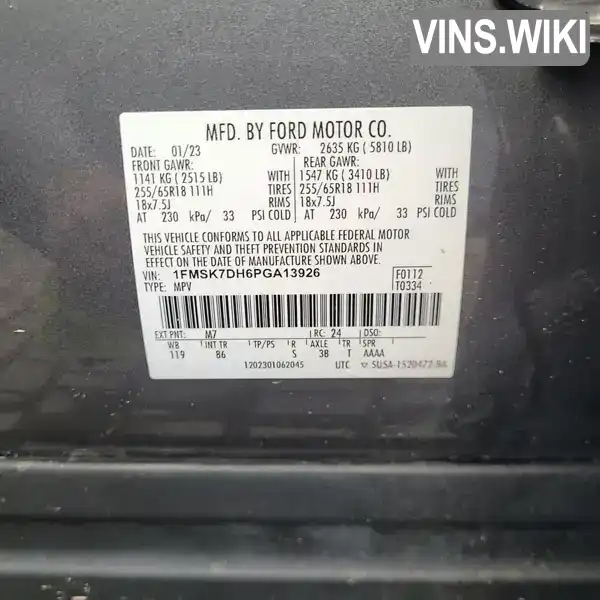 VINS.WIKI
MFD. BY FORD MOTOR CO.
DATE: 01/23 GVWR: 2635 KG ( 5810 LB)
FRONT GAWR: REAR GAWR:
1141 KG ( 2515 LB) WITH 1547 KG ( 3410 LB) WITH
255/65R18 111H TIRES 255/65R18 111H TIRES
18x7.5J RIMS 18x7.5J RIMS
AT 230 kPa/ 33 PSI COLD AT 230 kPa/ 33 PSI COLD
THIS VEHICLE CONFORMS TO ALL APPLICABLE FEDERAL MOTOR
VEHICLE SAFETY AND THEFT PREVENTION STANDARDS IN
EFFECT ON THE DATE OF MANUFACTURE SHOWN ABOVE.
VIN: 1FMSK7DH6PGA13926 F0112
TYPE: MPV T0334
EXT PNT: M7 RC: 24 DSO:
WB INT TR TP/PS R AXLE TR SPR
119 B6 S 3B T AAAA
1202301062045 UTC SU5A-1520472-BA